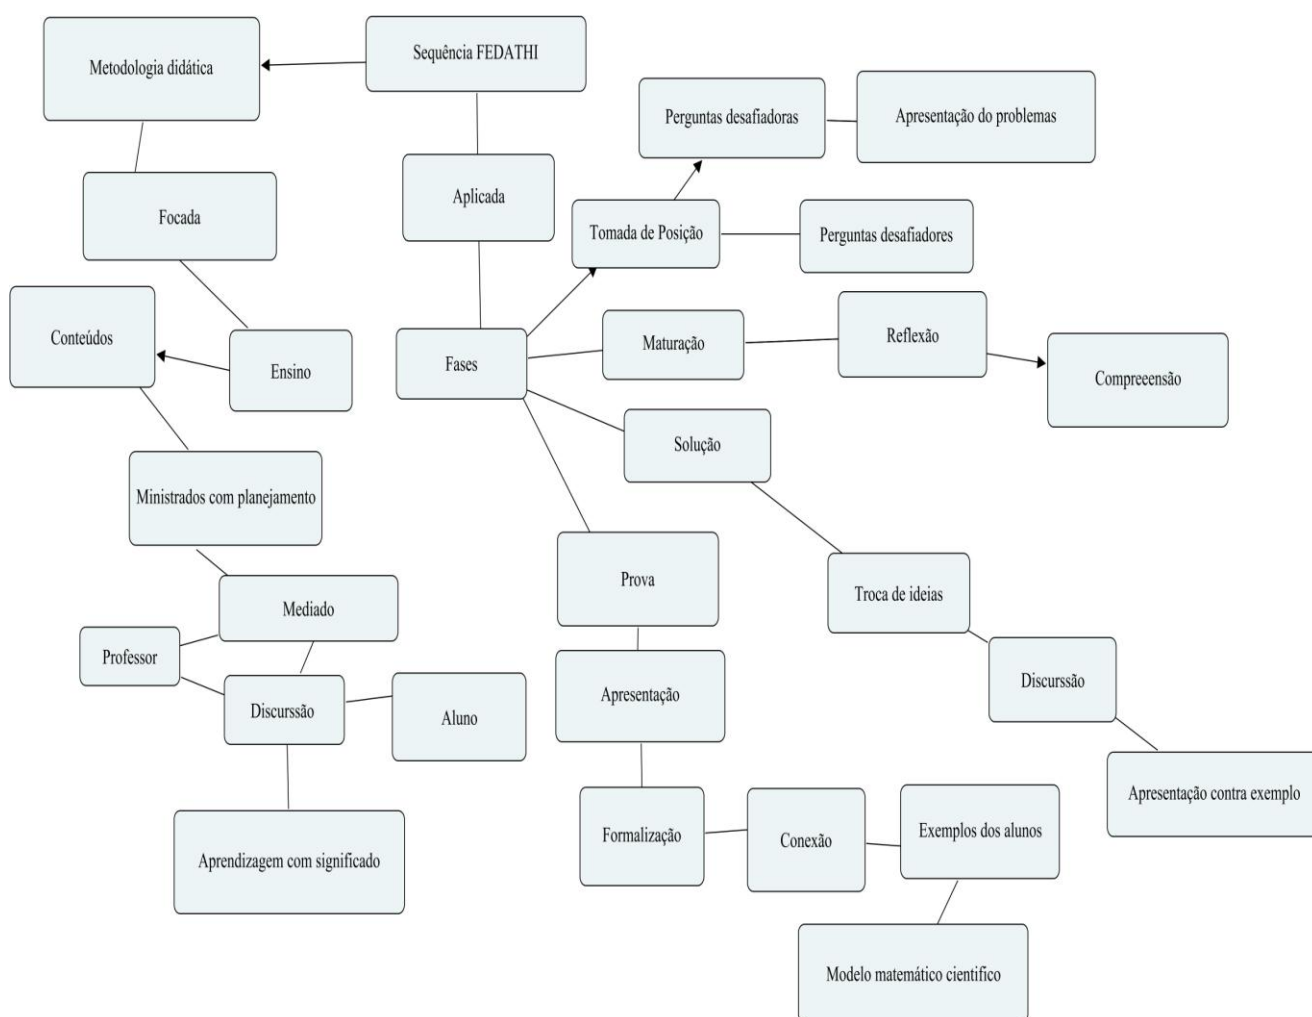 Sequência FEDATHI
Metodologia didática
Perguntas desafiadoras
Apresentação do problemas
Aplicada
Focada
Tomada de Posição
Perguntas desafiadores
Conteúdos
Ensino
Fases
Maturação
Reflexão
Compreeensão
Solução
Ministrados com planejamento
Prova
Troca de ideias
Mediado
Professor
Discurssão
Aluno
Apresentação
Discurssão
Apresentação contra exemplo
Aprendizagem com significado
Formalização
Conexão
Exemplos dos alunos
Modelo matemático cientifico